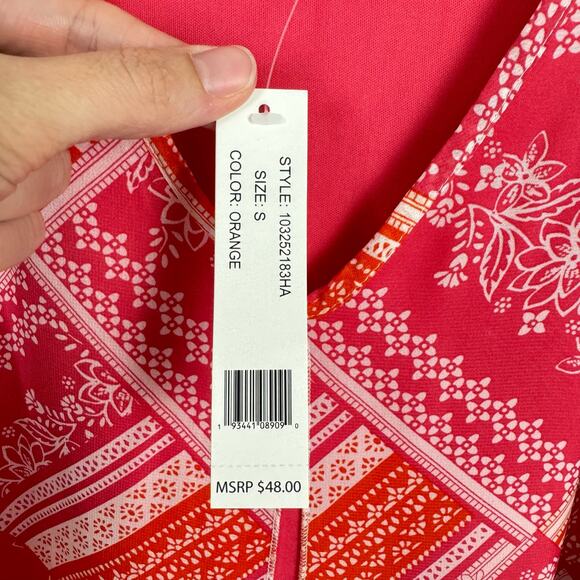 STYLE: 103252183HA
SIZE: S
COLOR: ORANGE
1 93441 08909 0
MSRP $48.00